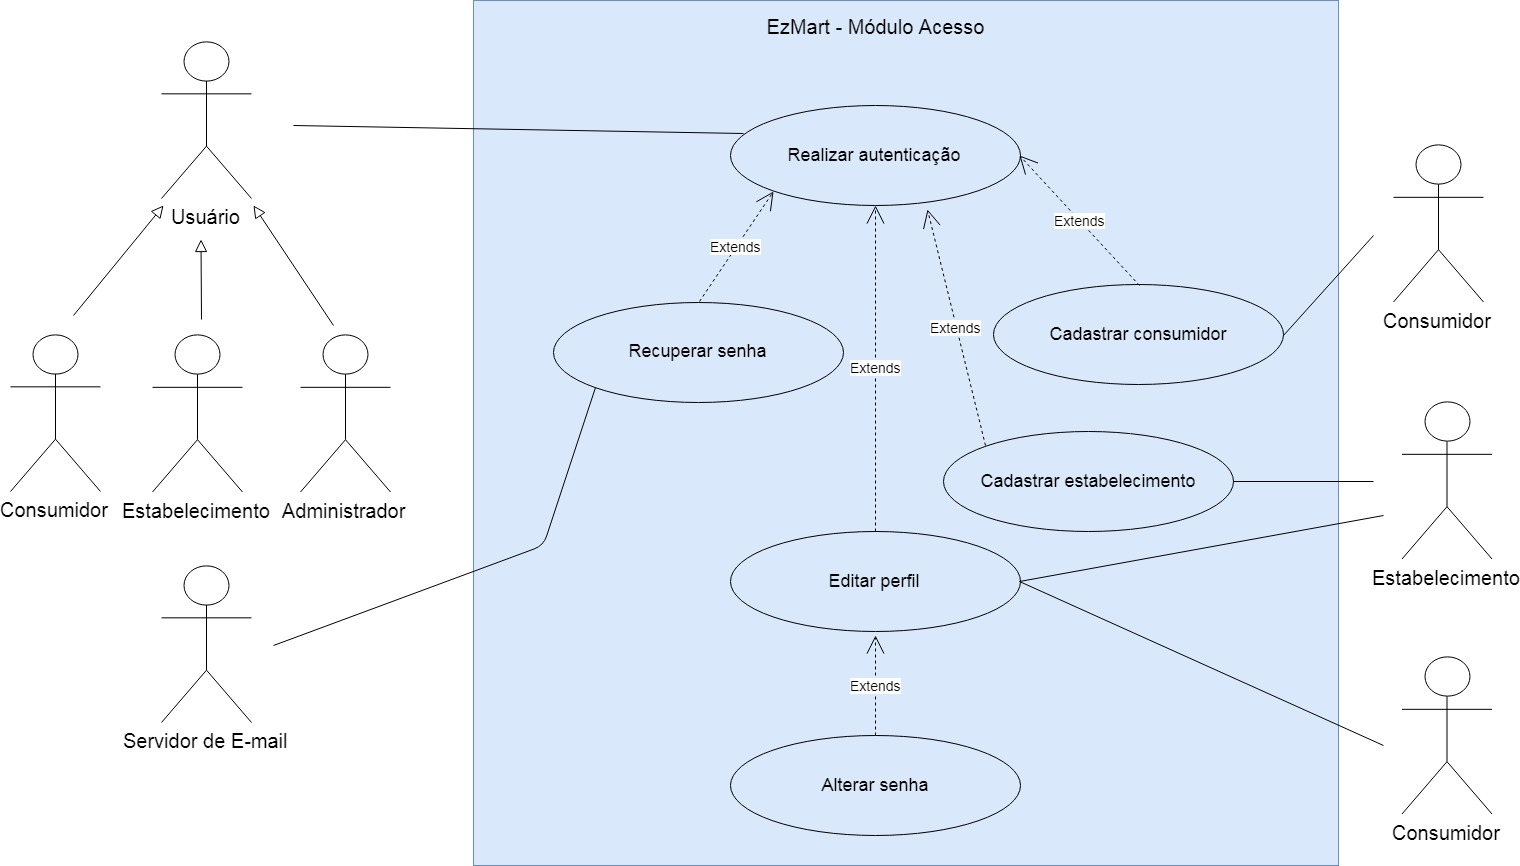 EzMart - Módulo Acesso
Realizar autenticação
Usuário
Extends
Extends
Consumidor
Extends
Cadastrar consumidor
Recuperar senha
Extends
Consumidor
Estabelecimento
Administrador
Cadastrar estabelecimento
Estabelecimento
Editar perfil
Extends
Servidor de E-mail
Alterar senha
Consumidor